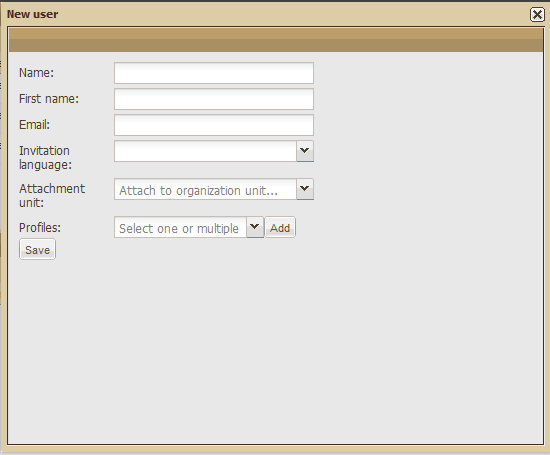 New user
Name:
First name:
Email:
Invitation
language:
Attachment
unit:
Attach to organization unit...
Profiles:
Select one or multiple
Add
Save